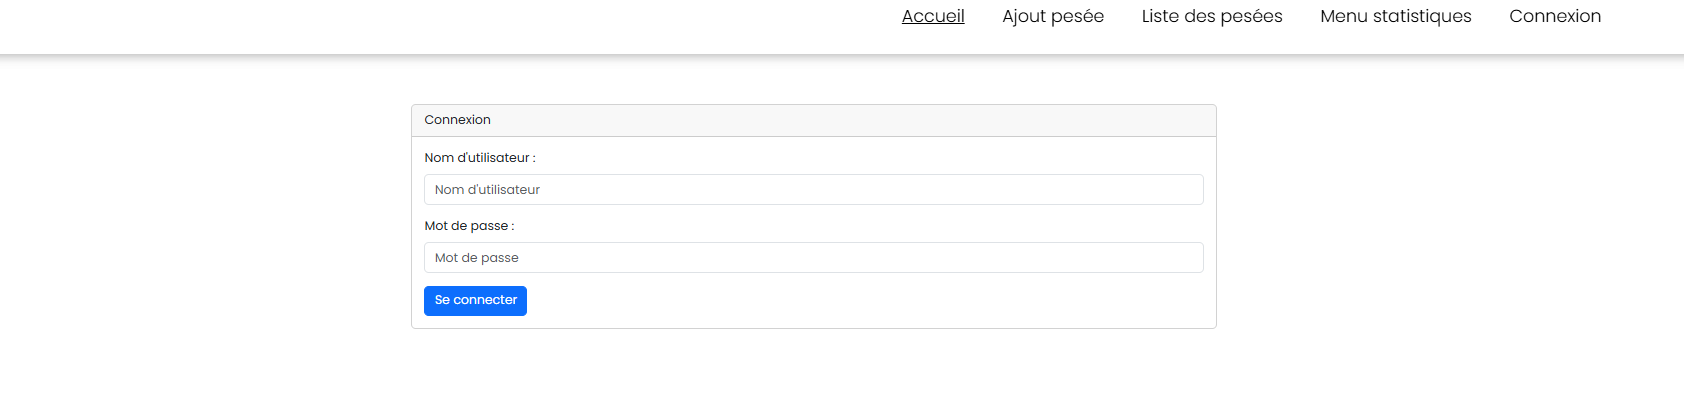 Accueil Ajout pesée Liste des pesées Menu statistiques Connexion
Connexion
Nom d'utilisateur :
Nom d'utilisateur
Mot de passe :
Mot de passe
Se connecter